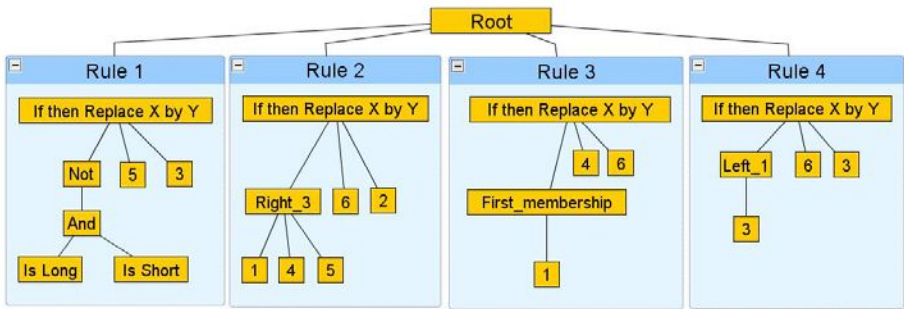 Root
Rule 1
If then Replace X by Y
Not 5 3
And
Is Long Is Short
Rule 2
If then Replace X by Y
Right_3 6 2
1 4 5
Rule 3
If then Replace X by Y
4 6
First_membership
1
Rule 4
If then Replace X by Y
Left_1 6 3
3